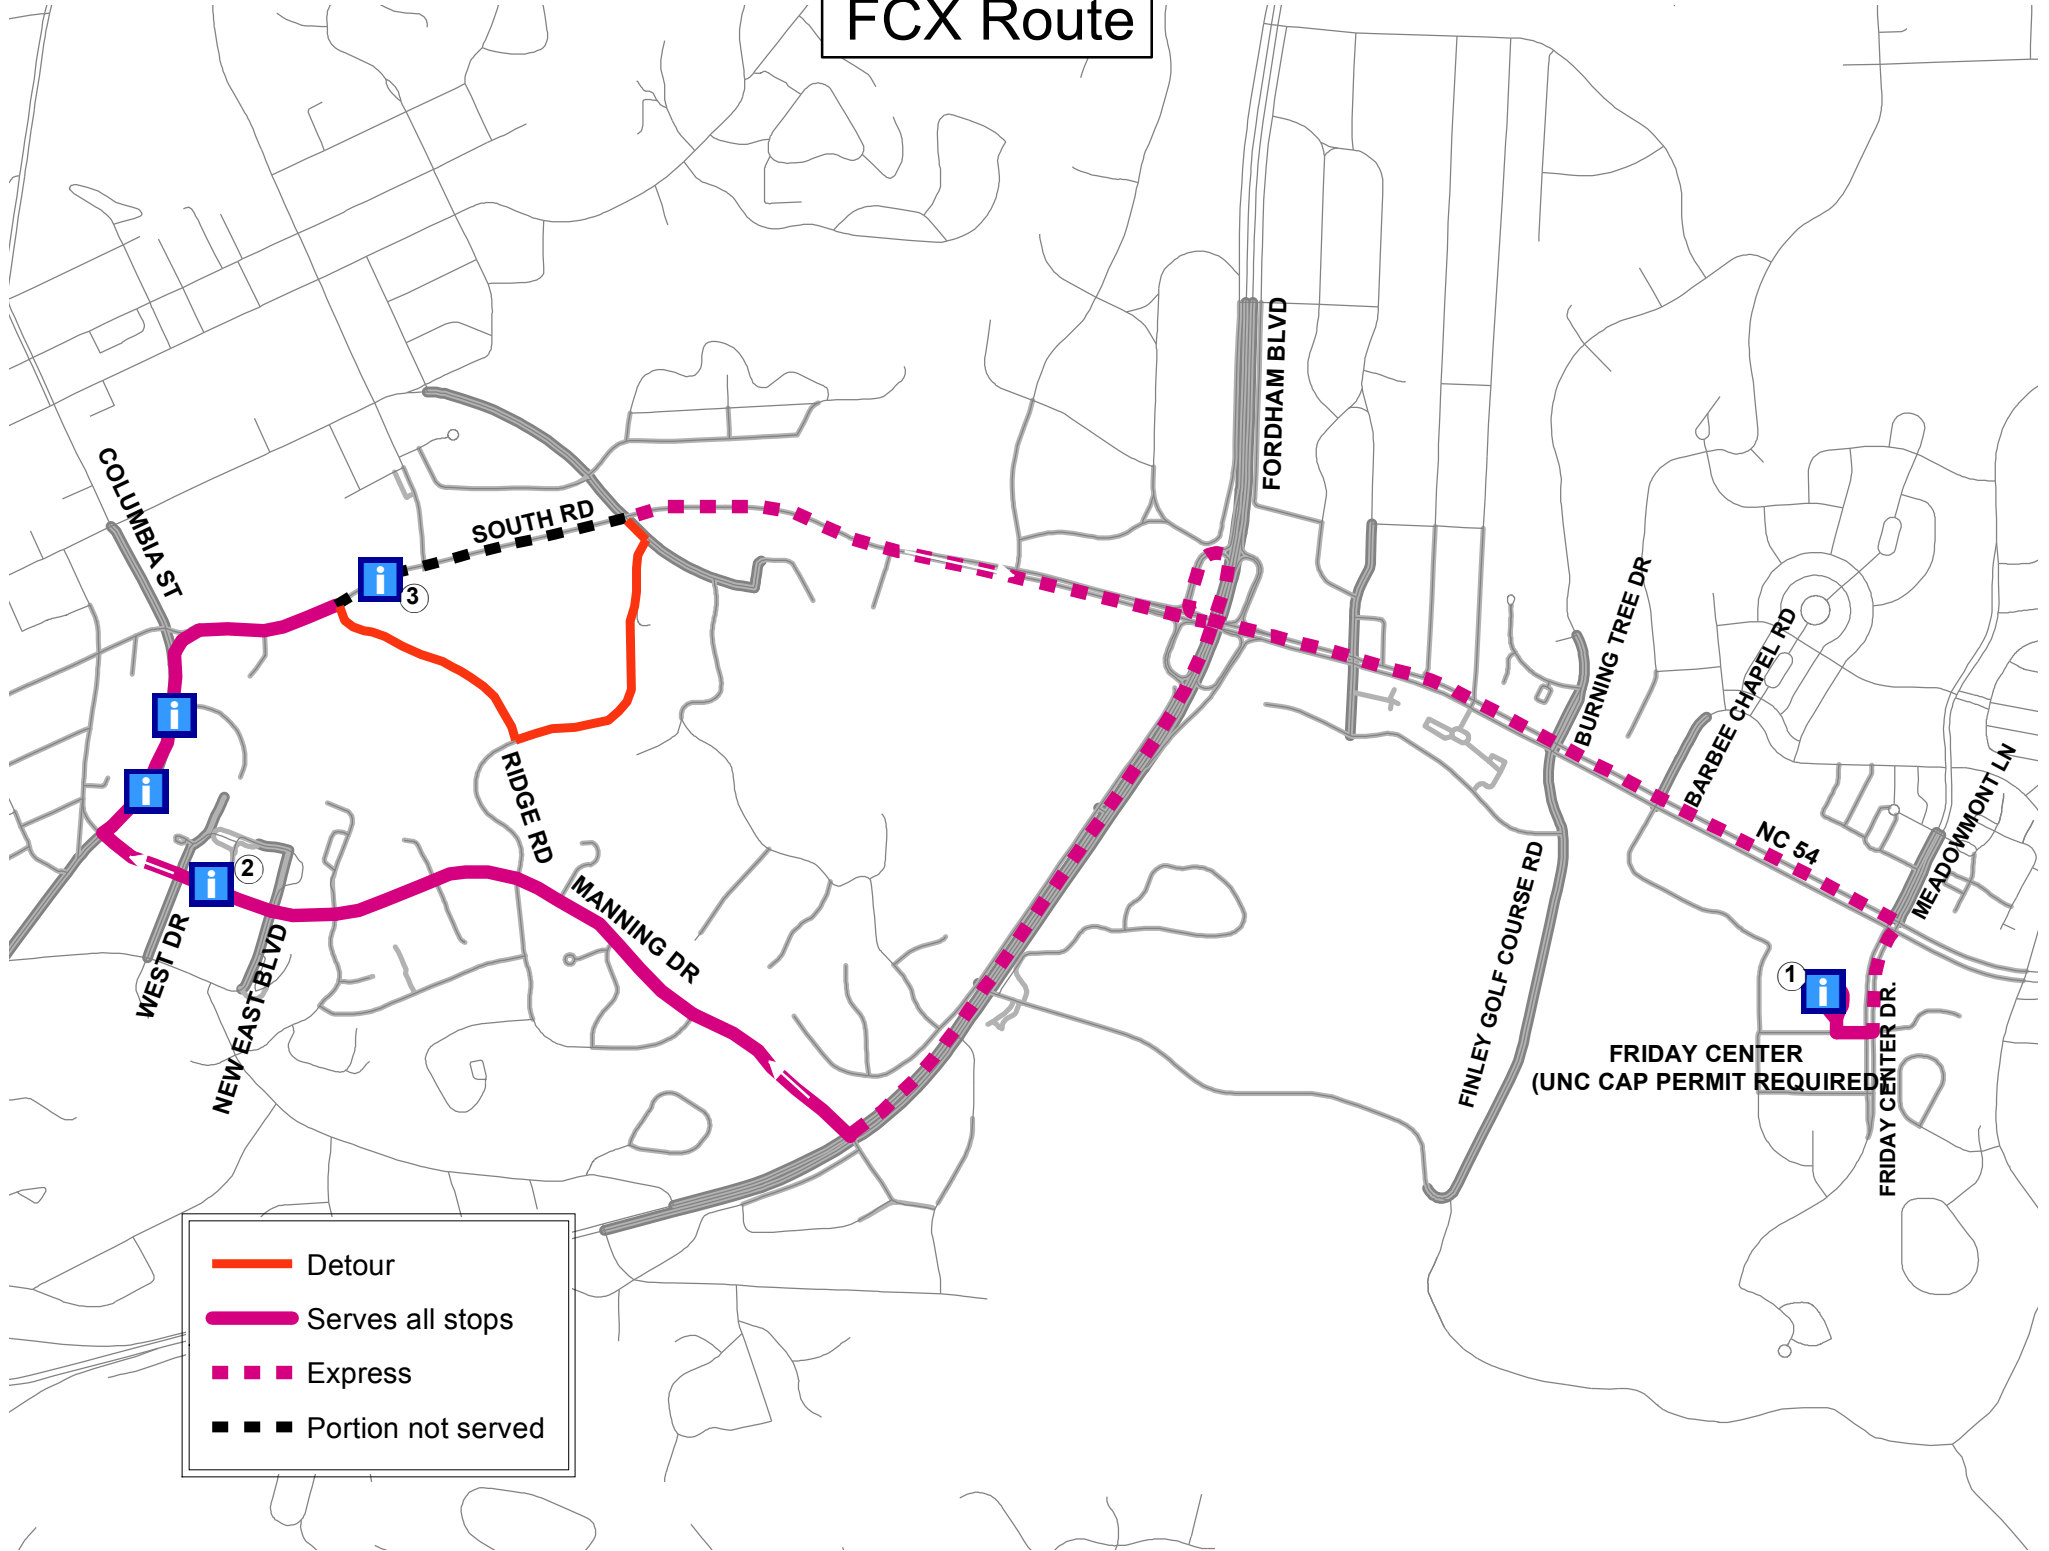 FCX Route
FORDHAM BLVD
COLUMBIA ST
SOUTH RD
3
BURNING TREE DR
BARBEE CHAPEL RD
MEADOWMONT LN
RIDGE RD
NC 54
2
MANNING DR
WEST DR
NEW EAST BLVD
FINLEY GOLF COURSE RD
1
FRIDAY CENTER
(UNC CAP PERMIT REQUIRED)
FRIDAY CENTER DR.
Detour
Serves all stops
Express
Portion not served